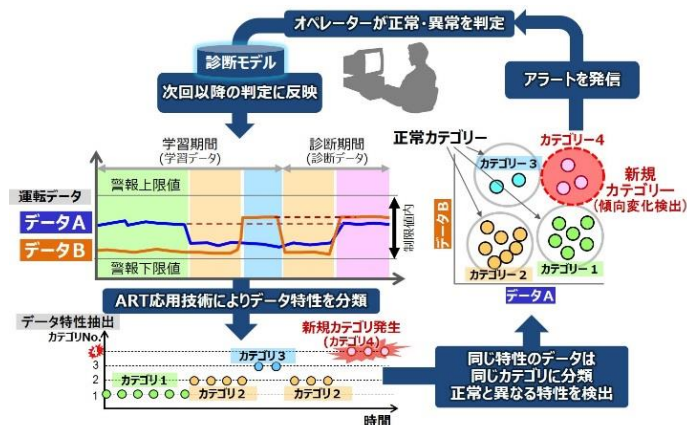 オペレーターが正常・異常を判定
診断モデル
次回以降の判定に反映
アラートを発信
学習期間
(学習データ)
診断期間
(診断データ)
運転データ
警報上限値
データA
データB
警報下限値
制限値内
正常カテゴリー
カテゴリー4
カテゴリー3
新規
カテゴリー
(傾向変化検出)
データB
カテゴリー2
カテゴリー1
データA
ART応用技術によりデータ特性を分類
データ特性抽出
カテゴリNo.
新規カテゴリ発生
(カテゴリ4)
4
3
2
1
カテゴリ3
カテゴリ1
カテゴリ2
カテゴリ2
時間
同じ特性のデータは
同じカテゴリに分類
正常と異なる特性を検出